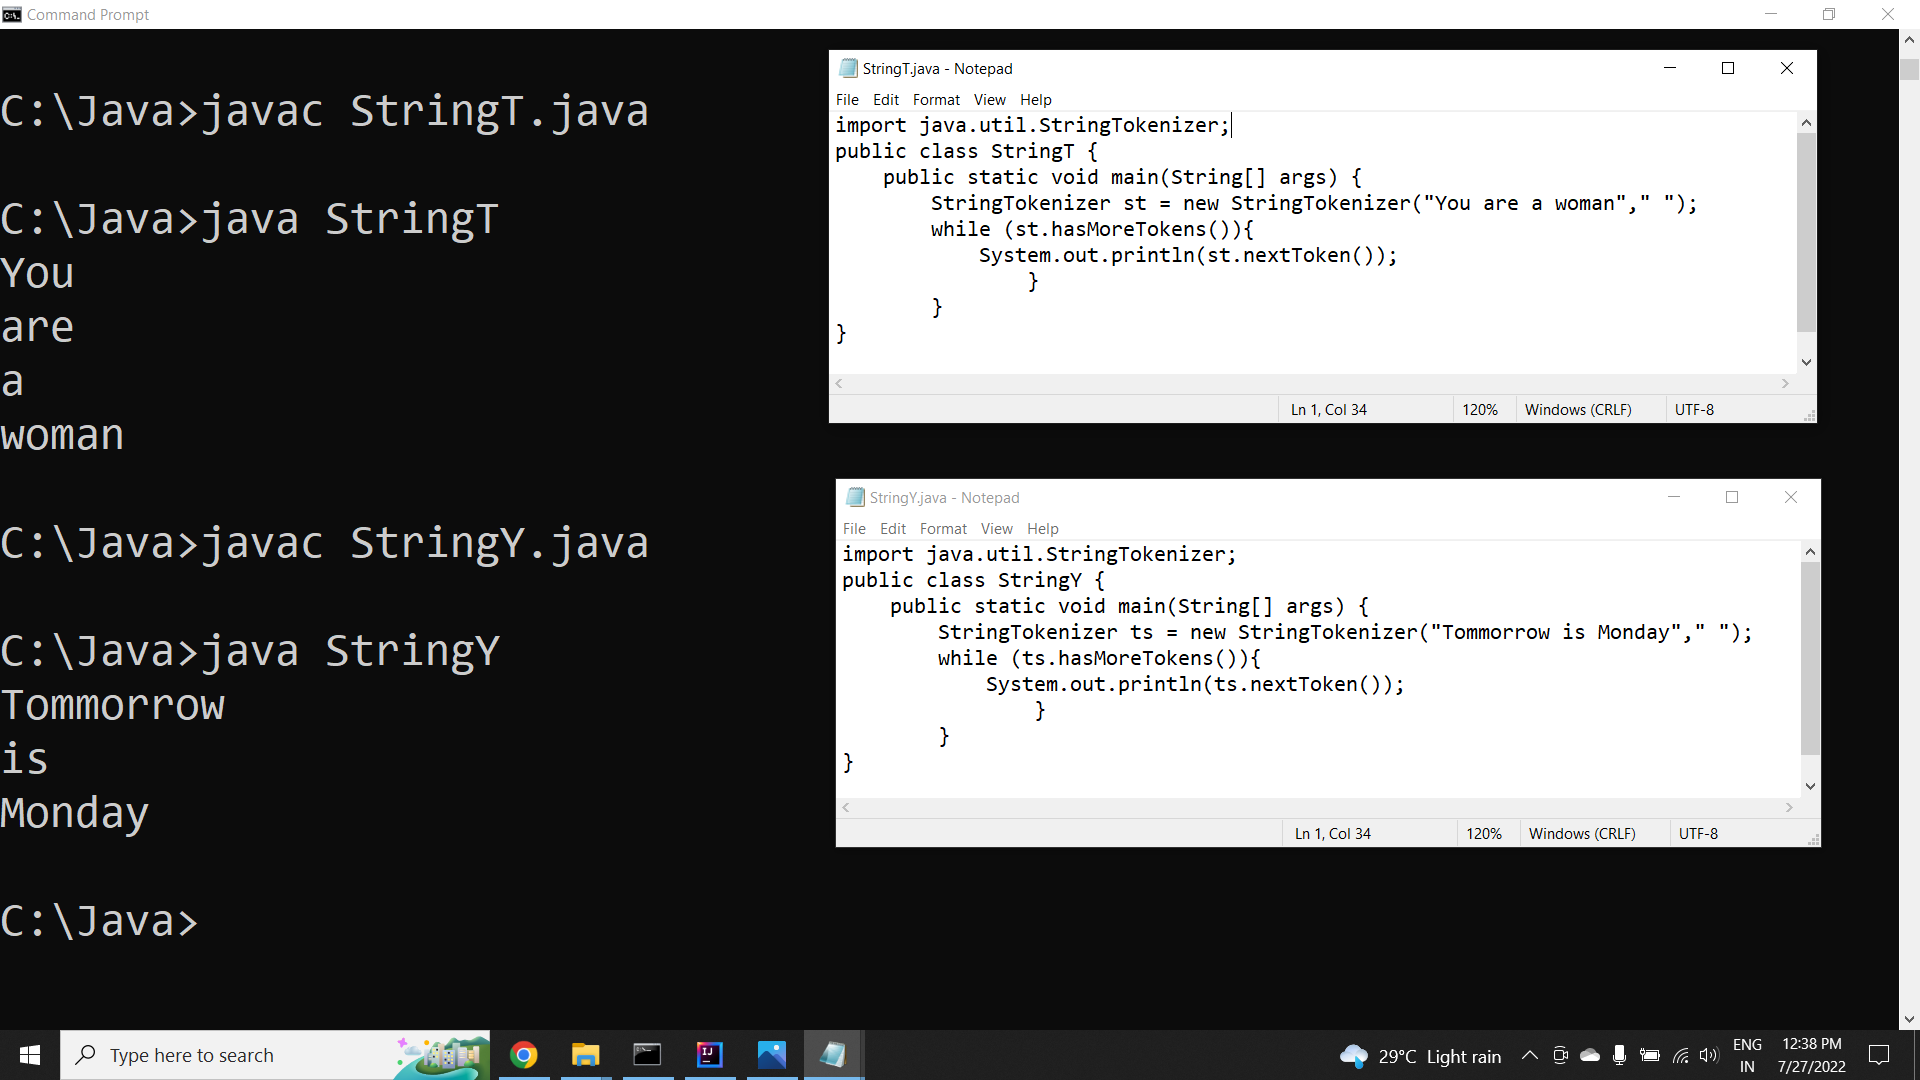 Command Prompt
C:\Java>javac StringT.java
C:\Java>java StringT
You
are
a
woman
C:\Java>javac StringY.java
C:\Java>java StringY
Tommorrow
is
Monday
C:\Java>
StringT.java - Notepad
File Edit Format View Help
import java.util.StringTokenizer;
public class StringT {
    public static void main(String[] args) {
        StringTokenizer st = new StringTokenizer("You are a woman"," ");
        while (st.hasMoreTokens()){
            System.out.println(st.nextToken());
                }
        }
}
Ln 1, Col 34 120% Windows (CRLF) UTF-8
StringY.java - Notepad
File Edit Format View Help
import java.util.StringTokenizer;
public class StringY {
    public static void main(String[] args) {
        StringTokenizer ts = new StringTokenizer("Tommorrow is Monday"," ");
        while (ts.hasMoreTokens()){
            System.out.println(ts.nextToken());
                }
        }
}
Ln 1, Col 34 120% Windows (CRLF) UTF-8
Type here to search
IJ
29°C Light rain
ENG
IN
12:38 PM
7/27/2022